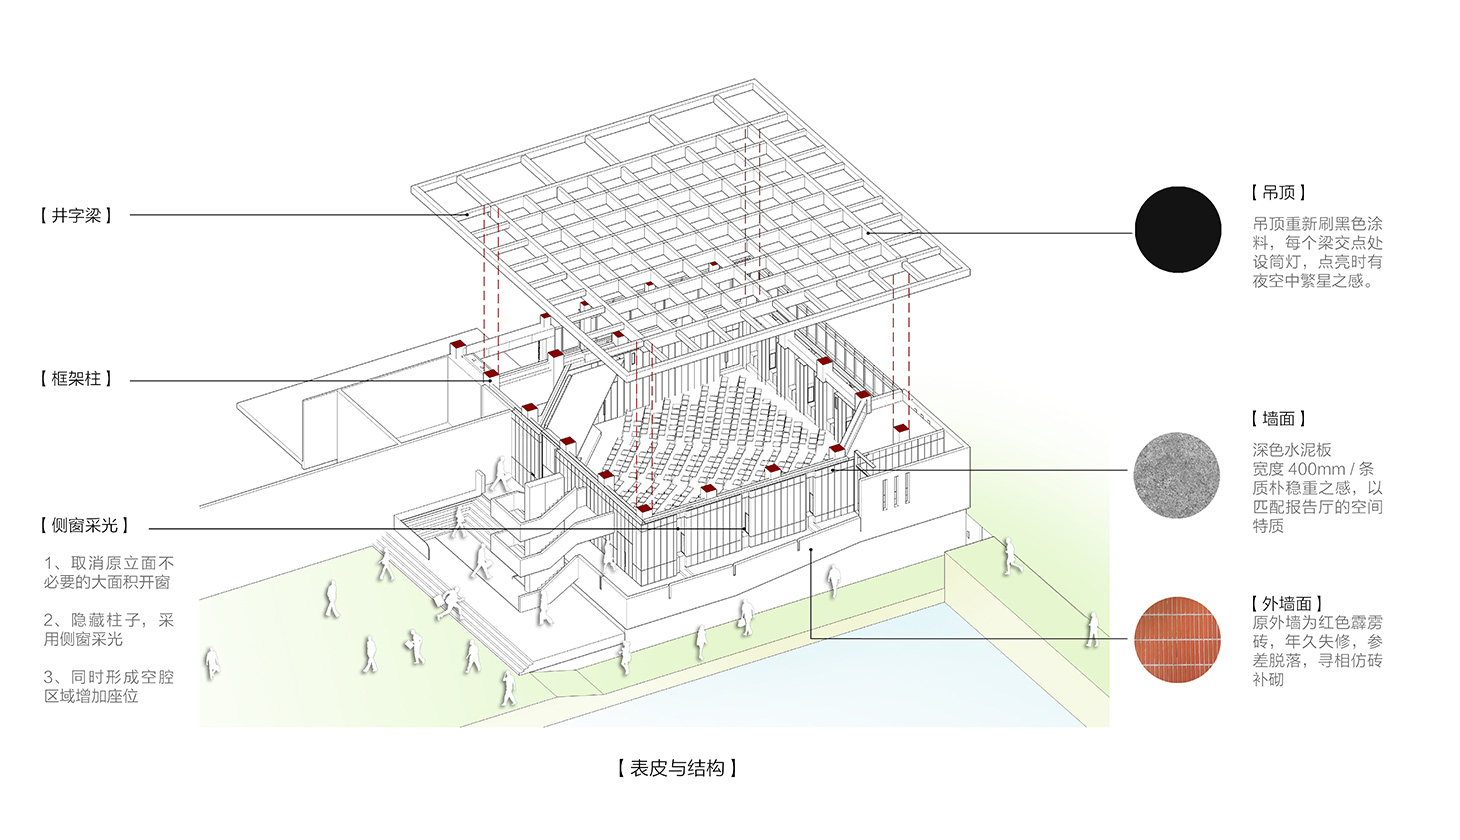 【井字梁】
【框架柱】
【侧窗采光】
1、取消原立面不
必要的大面积开窗
2、隐藏柱子，采
用侧窗采光
3、同时形成空腔
区域增加座位
【吊顶】
吊顶重新刷黑色涂
料，每个梁交点处
设筒灯，点亮时有
夜空中繁星之感。
【墙面】
深色水泥板
宽度 400mm / 条
质朴稳重之感，以
匹配报告厅的空间
特质
【外墙面】
原外墙为红色霹雳
砖，年久失修，参
差脱落，寻相仿砖
补砌
【表皮与结构】